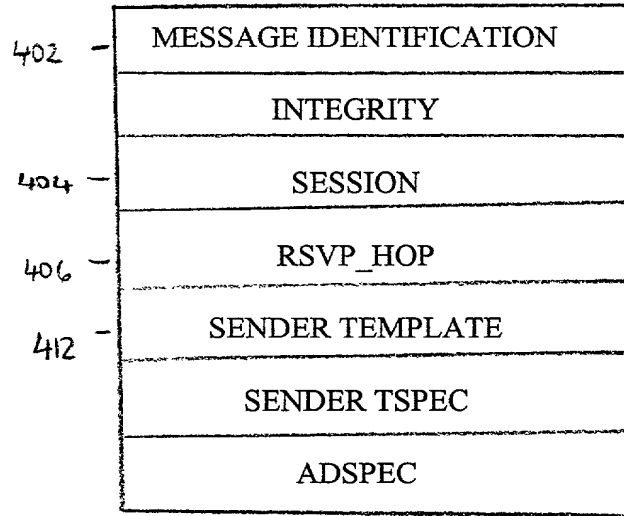 402 - MESSAGE IDENTIFICATION
INTEGRITY
404 - SESSION
406 - RSVP_HOP
412 - SENDER TEMPLATE
SENDER TSPEC
ADSPEC